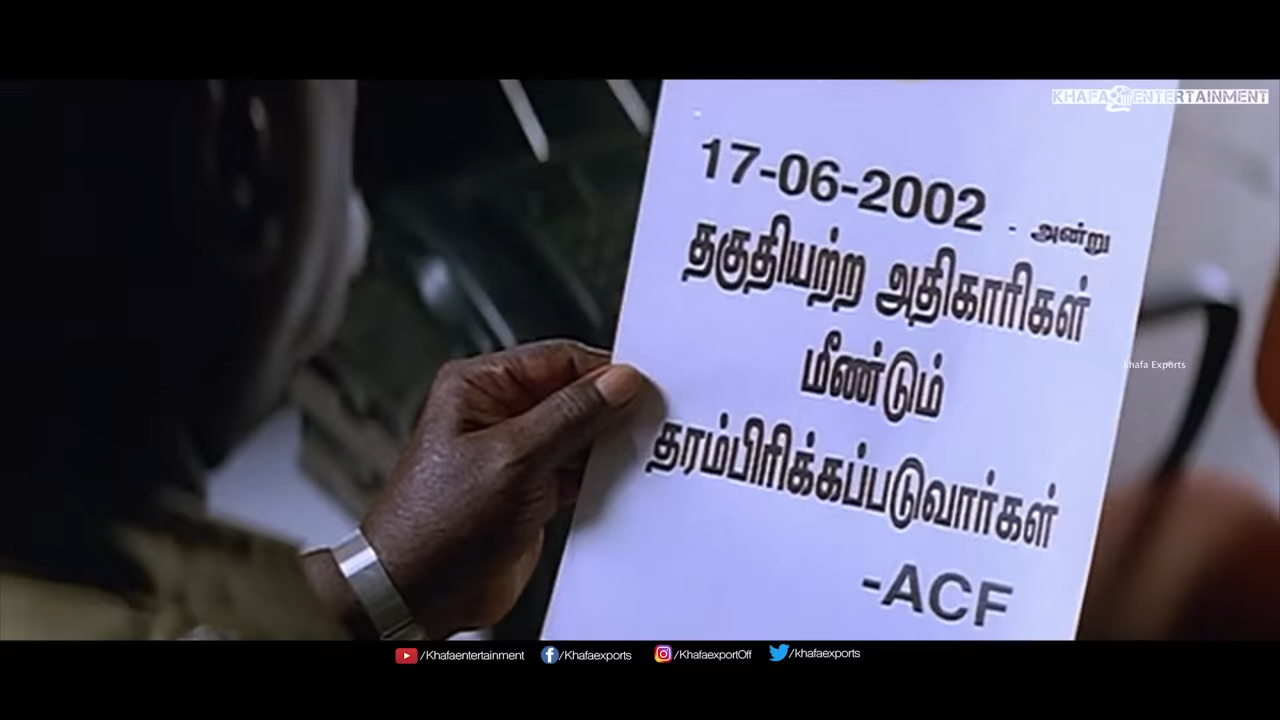 KHAFA ENTERTAINMENT
17-06-2002 - அன்று
தகுதியற்ற அதிகாரிகள்
மீண்டும்
Khafa Exports
தரம்பிரிக்கப்படுவார்கள்
-ACF
/Khafaentertainment /Khafaexports /KhafaexportOff /khafaexports